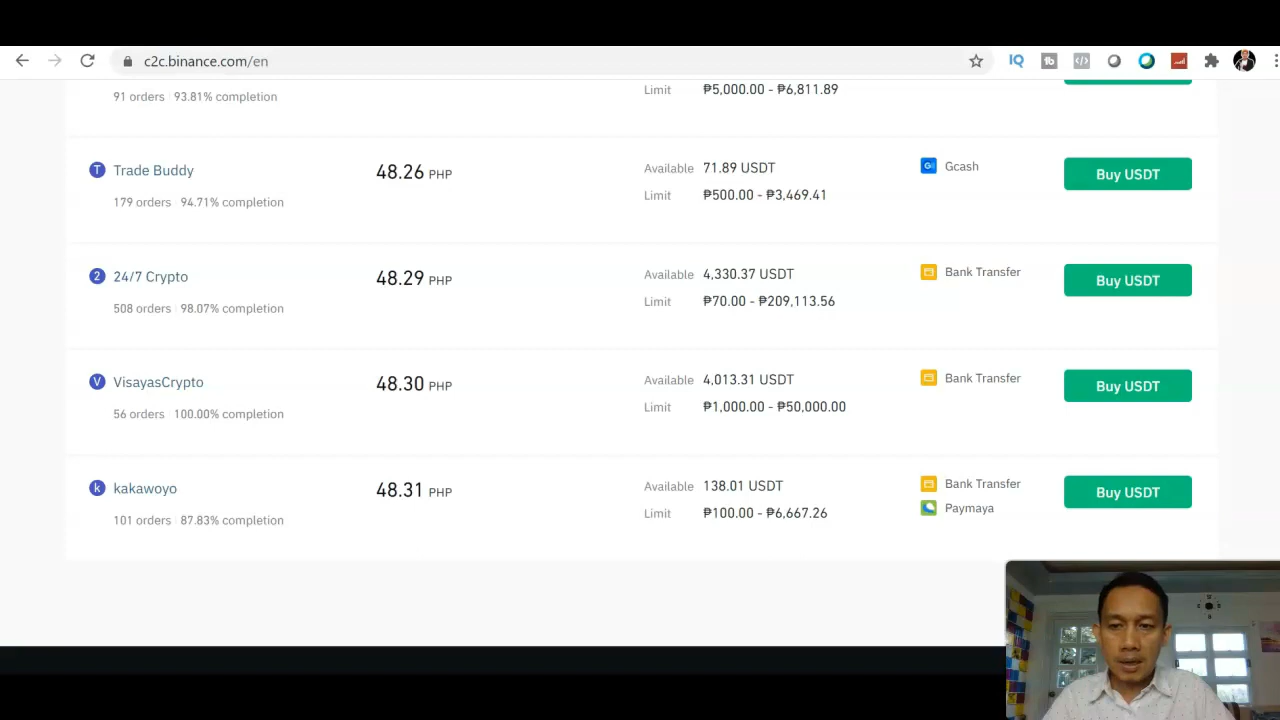 c2c.binance.com/en
91 orders 93.81% completion
Limit ₱5,000.00 - ₱6,811.89
T Trade Buddy 48.26 PHP Available 71.89 USDT G Gcash Buy USDT
179 orders 94.71% completion Limit ₱500.00 - ₱3,469.41
2 24/7 Crypto 48.29 PHP Available 4,330.37 USDT Bank Transfer Buy USDT
508 orders 98.07% completion Limit ₱70.00 - ₱209,113.56
V VisayasCrypto 48.30 PHP Available 4,013.31 USDT Bank Transfer Buy USDT
56 orders 100.00% completion Limit ₱1,000.00 - ₱50,000.00
k kakawoyo 48.31 PHP Available 138.01 USDT Bank Transfer Buy USDT
101 orders 87.83% completion Limit ₱100.00 - ₱6,667.26 Paymaya
IQ
tb